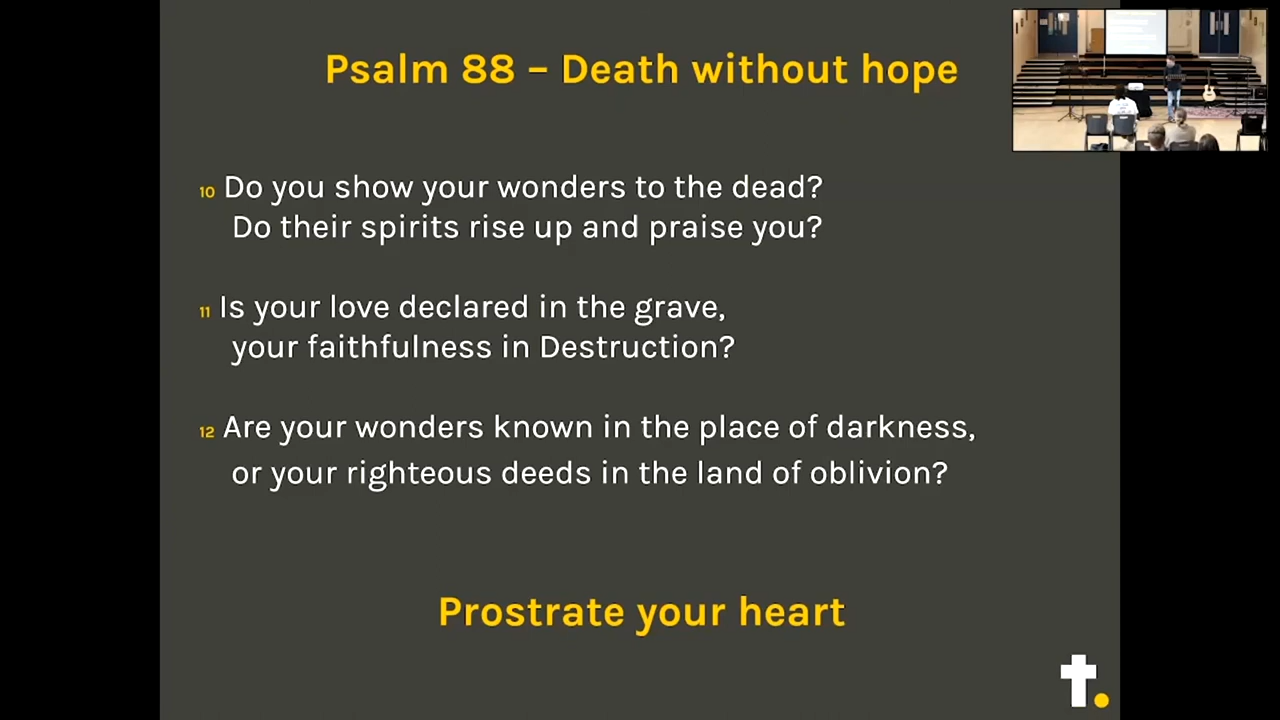 Psalm 88 – Death without hope
10 Do you show your wonders to the dead?
Do their spirits rise up and praise you?
11 Is your love declared in the grave,
your faithfulness in Destruction?
12 Are your wonders known in the place of darkness,
or your righteous deeds in the land of oblivion?
Prostrate your heart
t.